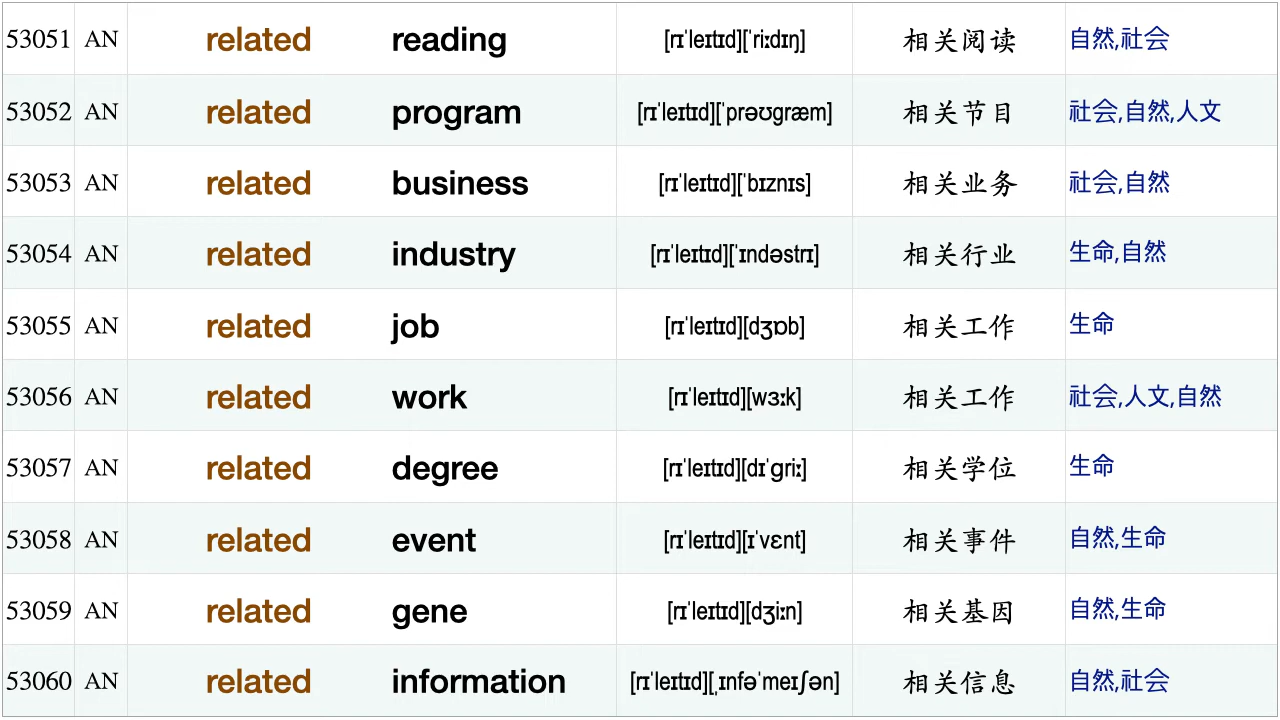 53051 AN related reading [rɪˈleɪtɪd][ˈriːdɪŋ] 相关阅读 自然,社会
53052 AN related program [rɪˈleɪtɪd][ˈprəʊɡræm] 相关节目 社会,自然,人文
53053 AN related business [rɪˈleɪtɪd][ˈbɪznɪs] 相关业务 社会,自然
53054 AN related industry [rɪˈleɪtɪd][ˈɪndəstrɪ] 相关行业 生命,自然
53055 AN related job [rɪˈleɪtɪd][dʒɒb] 相关工作 生命
53056 AN related work [rɪˈleɪtɪd][wɜːk] 相关工作 社会,人文,自然
53057 AN related degree [rɪˈleɪtɪd][dɪˈɡriː] 相关学位 生命
53058 AN related event [rɪˈleɪtɪd][ɪˈvɛnt] 相关事件 自然,生命
53059 AN related gene [rɪˈleɪtɪd][dʒiːn] 相关基因 自然,生命
53060 AN related information [rɪˈleɪtɪd][ˌɪnfəˈmeɪʃən] 相关信息 自然,社会